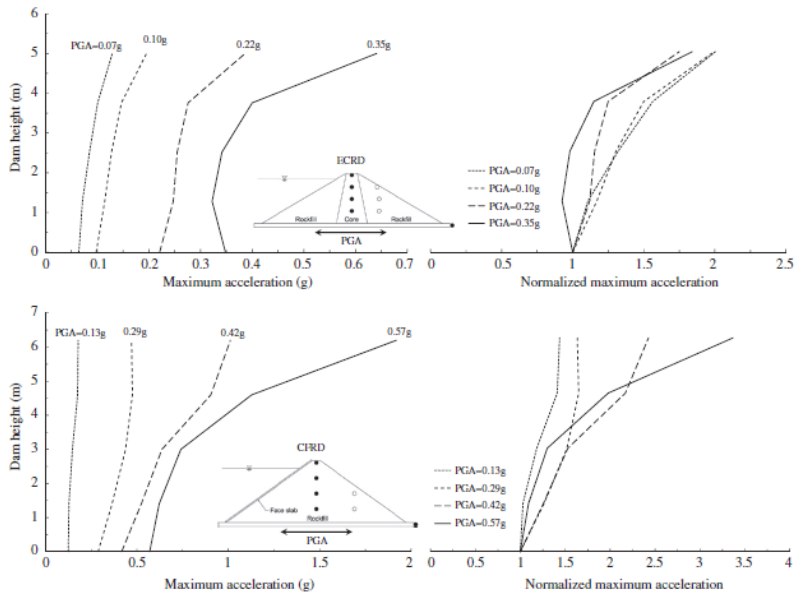 6
5
4
3
2
1
0
Dam height (m)
PGA=0.07g
0.10g
0.22g
0.35g
ECRD
Rockfill Core Rockfill
PGA
0 0.1 0.2 0.3 0.4 0.5 0.6 0.7
Maximum acceleration (g)
PGA=0.07g
PGA=0.10g
PGA=0.22g
PGA=0.35g
0 0.5 1 1.5 2 2.5
Normalized maximum acceleration
7
6
5
4
3
2
1
0
Dam height (m)
PGA=0.13g
0.29g
0.42g
0.57g
CFRD
Face slab
Rockfill
PGA
0 0.5 1 1.5 2
Maximum acceleration (g)
PGA=0.13g
PGA=0.29g
PGA=0.42g
PGA=0.57g
0 0.5 1 1.5 2 2.5 3 3.5 4
Normalized maximum acceleration